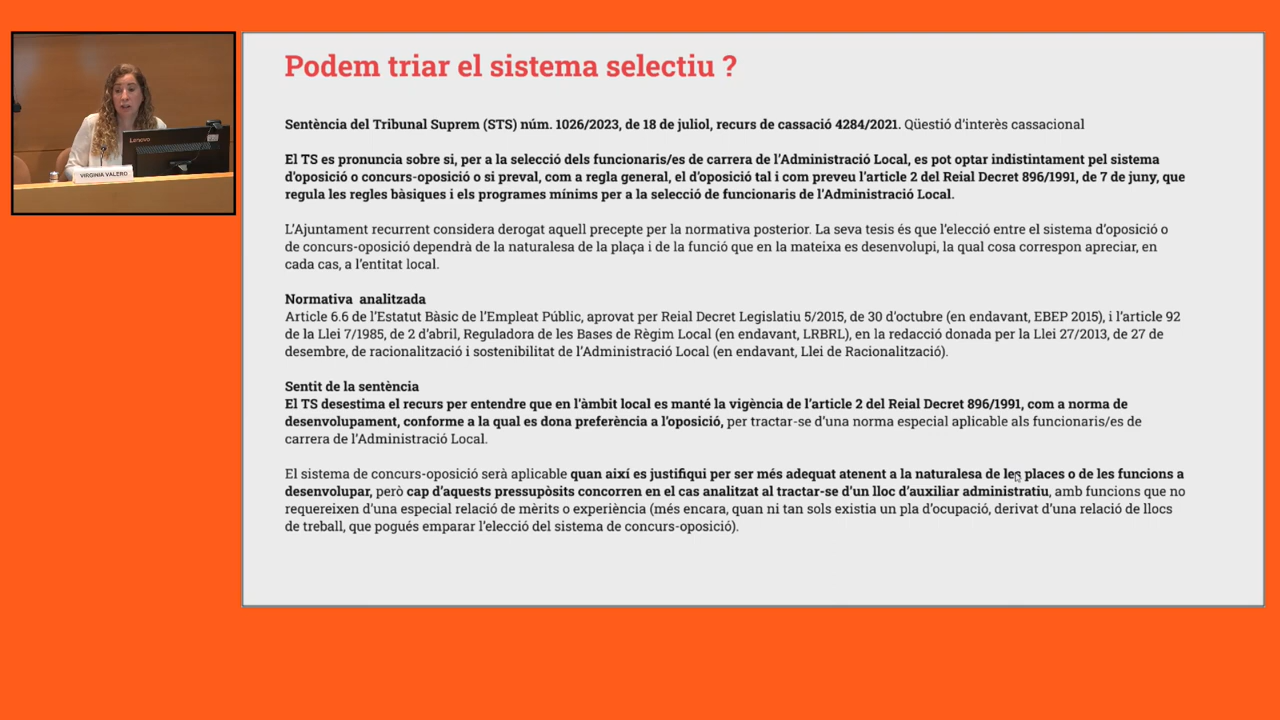 Podem triar el sistema selectiu ?
Sentència del Tribunal Suprem (STS) núm. 1026/2023, de 18 de juliol, recurs de cassació 4284/2021. Qüestió d'interès cassacional
El TS es pronuncia sobre si, per a la selecció dels funcionaris/es de carrera de l'Administració Local, es pot optar indistintament pel sistema
d'oposició o concurs-oposició o si preval, com a regla general, el d'oposició tal i com preveu l'article 2 del Reial Decret 896/1991, de 7 de juny, que
regula les regles bàsiques i els programes mínims per a la selecció de funcionaris de l'Administració Local.
L'Ajuntament recurrent considera derogat aquell precepte per la normativa posterior. La seva tesis és que l'elecció entre el sistema d'oposició o
de concurs-oposició dependrà de la naturalesa de la plaça i de la funció que en la mateixa es desenvolupi, la qual cosa correspon apreciar, en
cada cas, a l'entitat local.
Normativa analitzada
Article 6.6 de l'Estatut Bàsic de l'Empleat Públic, aprovat per Reial Decret Legislatiu 5/2015, de 30 d'octubre (en endavant, EBEP 2015), i l'article 92
de la Llei 7/1985, de 2 d'abril, Reguladora de les Bases de Règim Local (en endavant, LRBRL), en la redacció donada per la Llei 27/2013, de 27 de
desembre, de racionalització i sostenibilitat de l'Administració Local (en endavant, Llei de Racionalització).
Sentit de la sentència
El TS desestima el recurs per entendre que en l'àmbit local es manté la vigència de l'article 2 del Reial Decret 896/1991, com a norma de
desenvolupament, conforme a la qual es dona preferència a l'oposició, per tractar-se d'una norma especial aplicable als funcionaris/es de
carrera de l'Administració Local.
El sistema de concurs-oposició serà aplicable quan així es justifiqui per ser més adequat atenent a la naturalesa de les places o de les funcions a
desenvolupar, però cap d'aquests pressupòsits concorren en el cas analitzat al tractar-se d'un lloc d'auxiliar administratiu, amb funcions que no
requereixen d'una especial relació de mèrits o experiència (més encara, quan ni tan sols existia un pla d'ocupació, derivat d'una relació de llocs
de treball, que pogués emparar l'elecció del sistema de concurs-oposició).
Lenovo
VIRGINIA VALERO